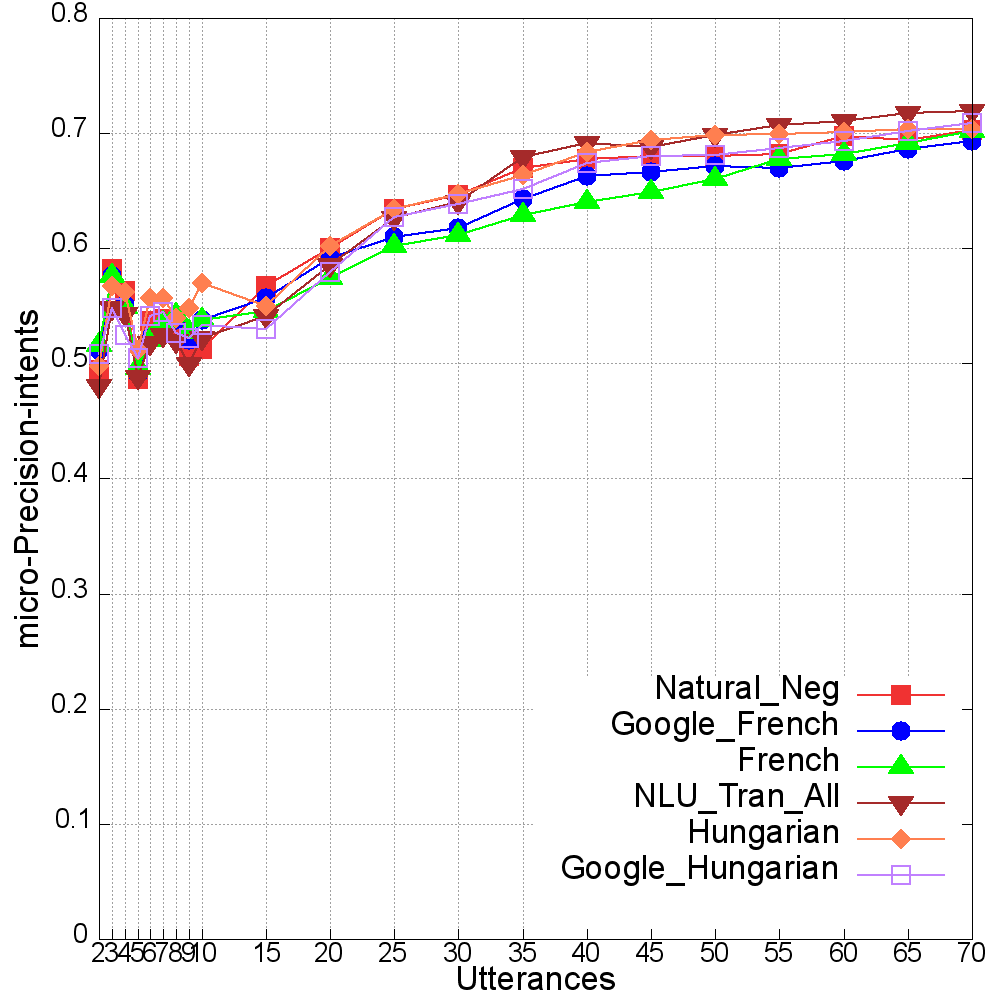 0.8
0.7
0.6
0.5
0.4
0.3
0.2
0.1
0
micro-Precision-intents
Natural_Neg
Google_French
French
NLU_Tran_All
Hungarian
Google_Hungarian
2 3 4 5 6 7 8 9 10 15 20 25 30 35 40 45 50 55 60 65 70
Utterances